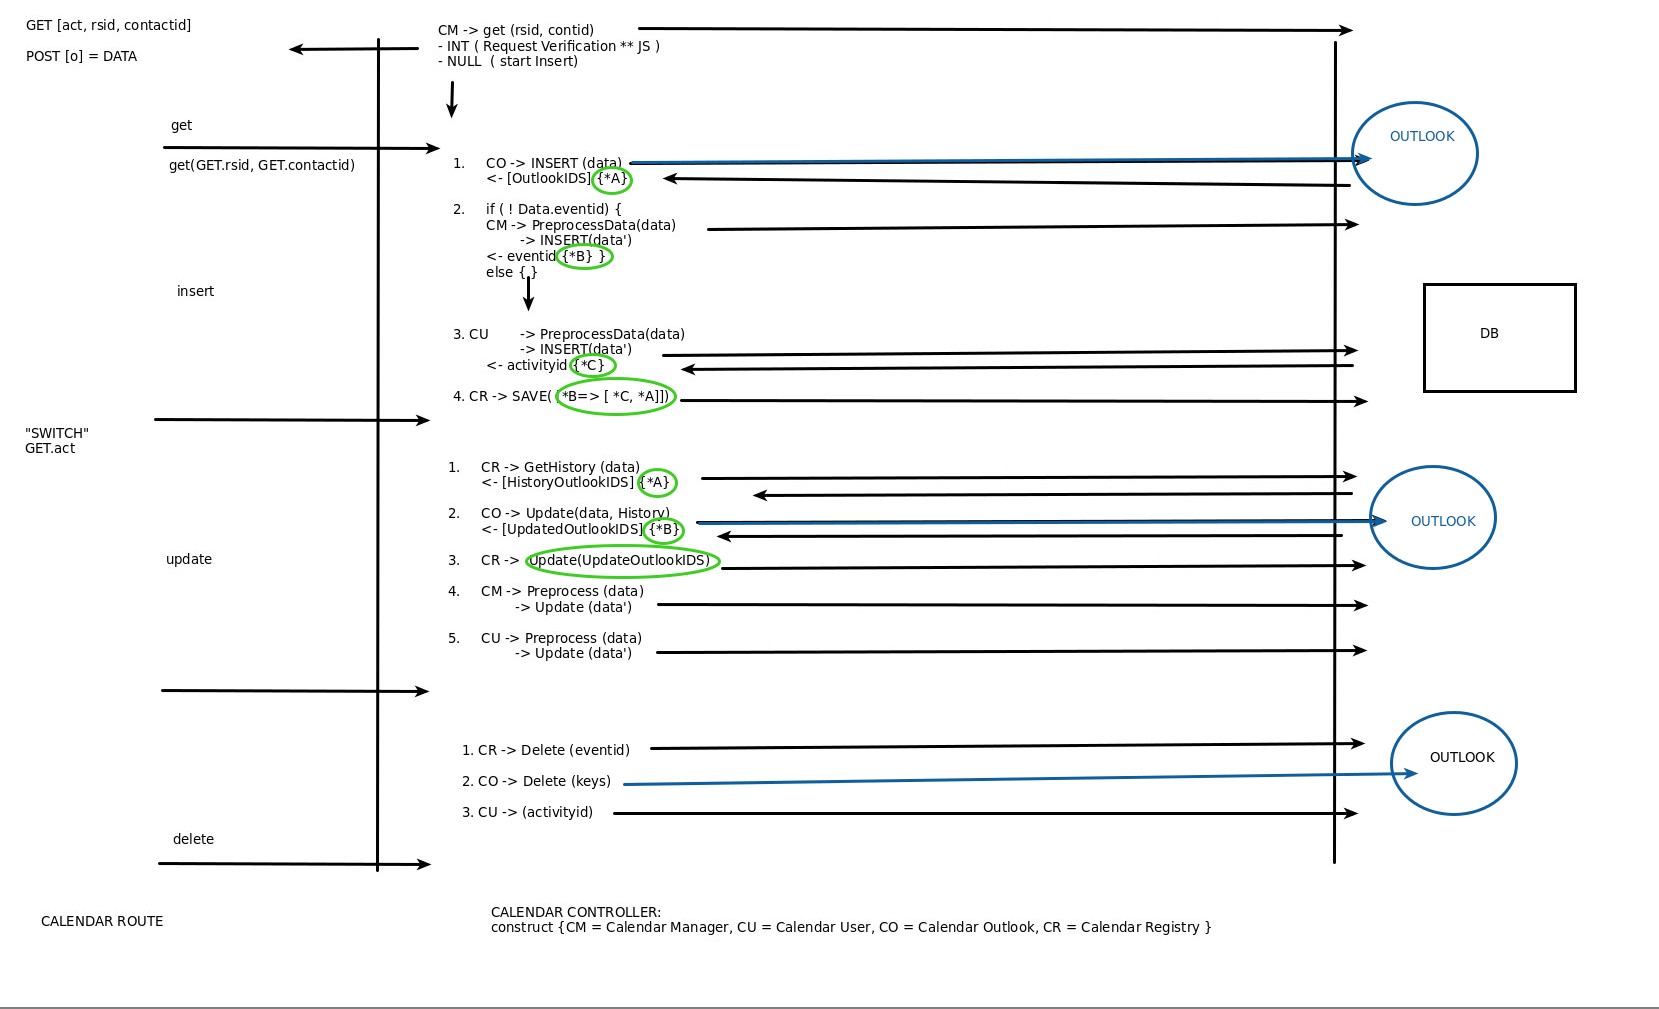 GET [act, rsid, contactid]
POST [o] = DATA
CM -> get (rsid, contid)
- INT ( Request Verification ** JS )
- NULL  ( start Insert)
get
get(GET.rsid, GET.contactid)
1. CO -> INSERT (data)
<- [OutlookIDS] {*A}
2. if ( ! Data.eventid) {
CM -> PreprocessData(data)
-> INSERT(data')
<- eventid {*B} }
else { }
insert
3. CU -> PreprocessData(data)
-> INSERT(data')
<- activityid {*C}
4. CR -> SAVE( [*B=> [ *C, *A]])
"SWITCH"
GET.act
1. CR -> GetHistory (data)
<- [HistoryOutlookIDS] {*A}
2. CO -> Update(data, History)
<- [UpdatedOutlookIDS] {*B}
3. CR -> Update(UpdateOutlookIDS)
update
4. CM -> Preprocess (data)
-> Update (data')
5. CU -> Preprocess (data)
-> Update (data')
1. CR -> Delete (eventid)
2. CO -> Delete (keys)
3. CU -> (activityid)
delete
OUTLOOK
DB
OUTLOOK
OUTLOOK
CALENDAR ROUTE
CALENDAR CONTROLLER:
construct {CM = Calendar Manager, CU = Calendar User, CO = Calendar Outlook, CR = Calendar Registry }